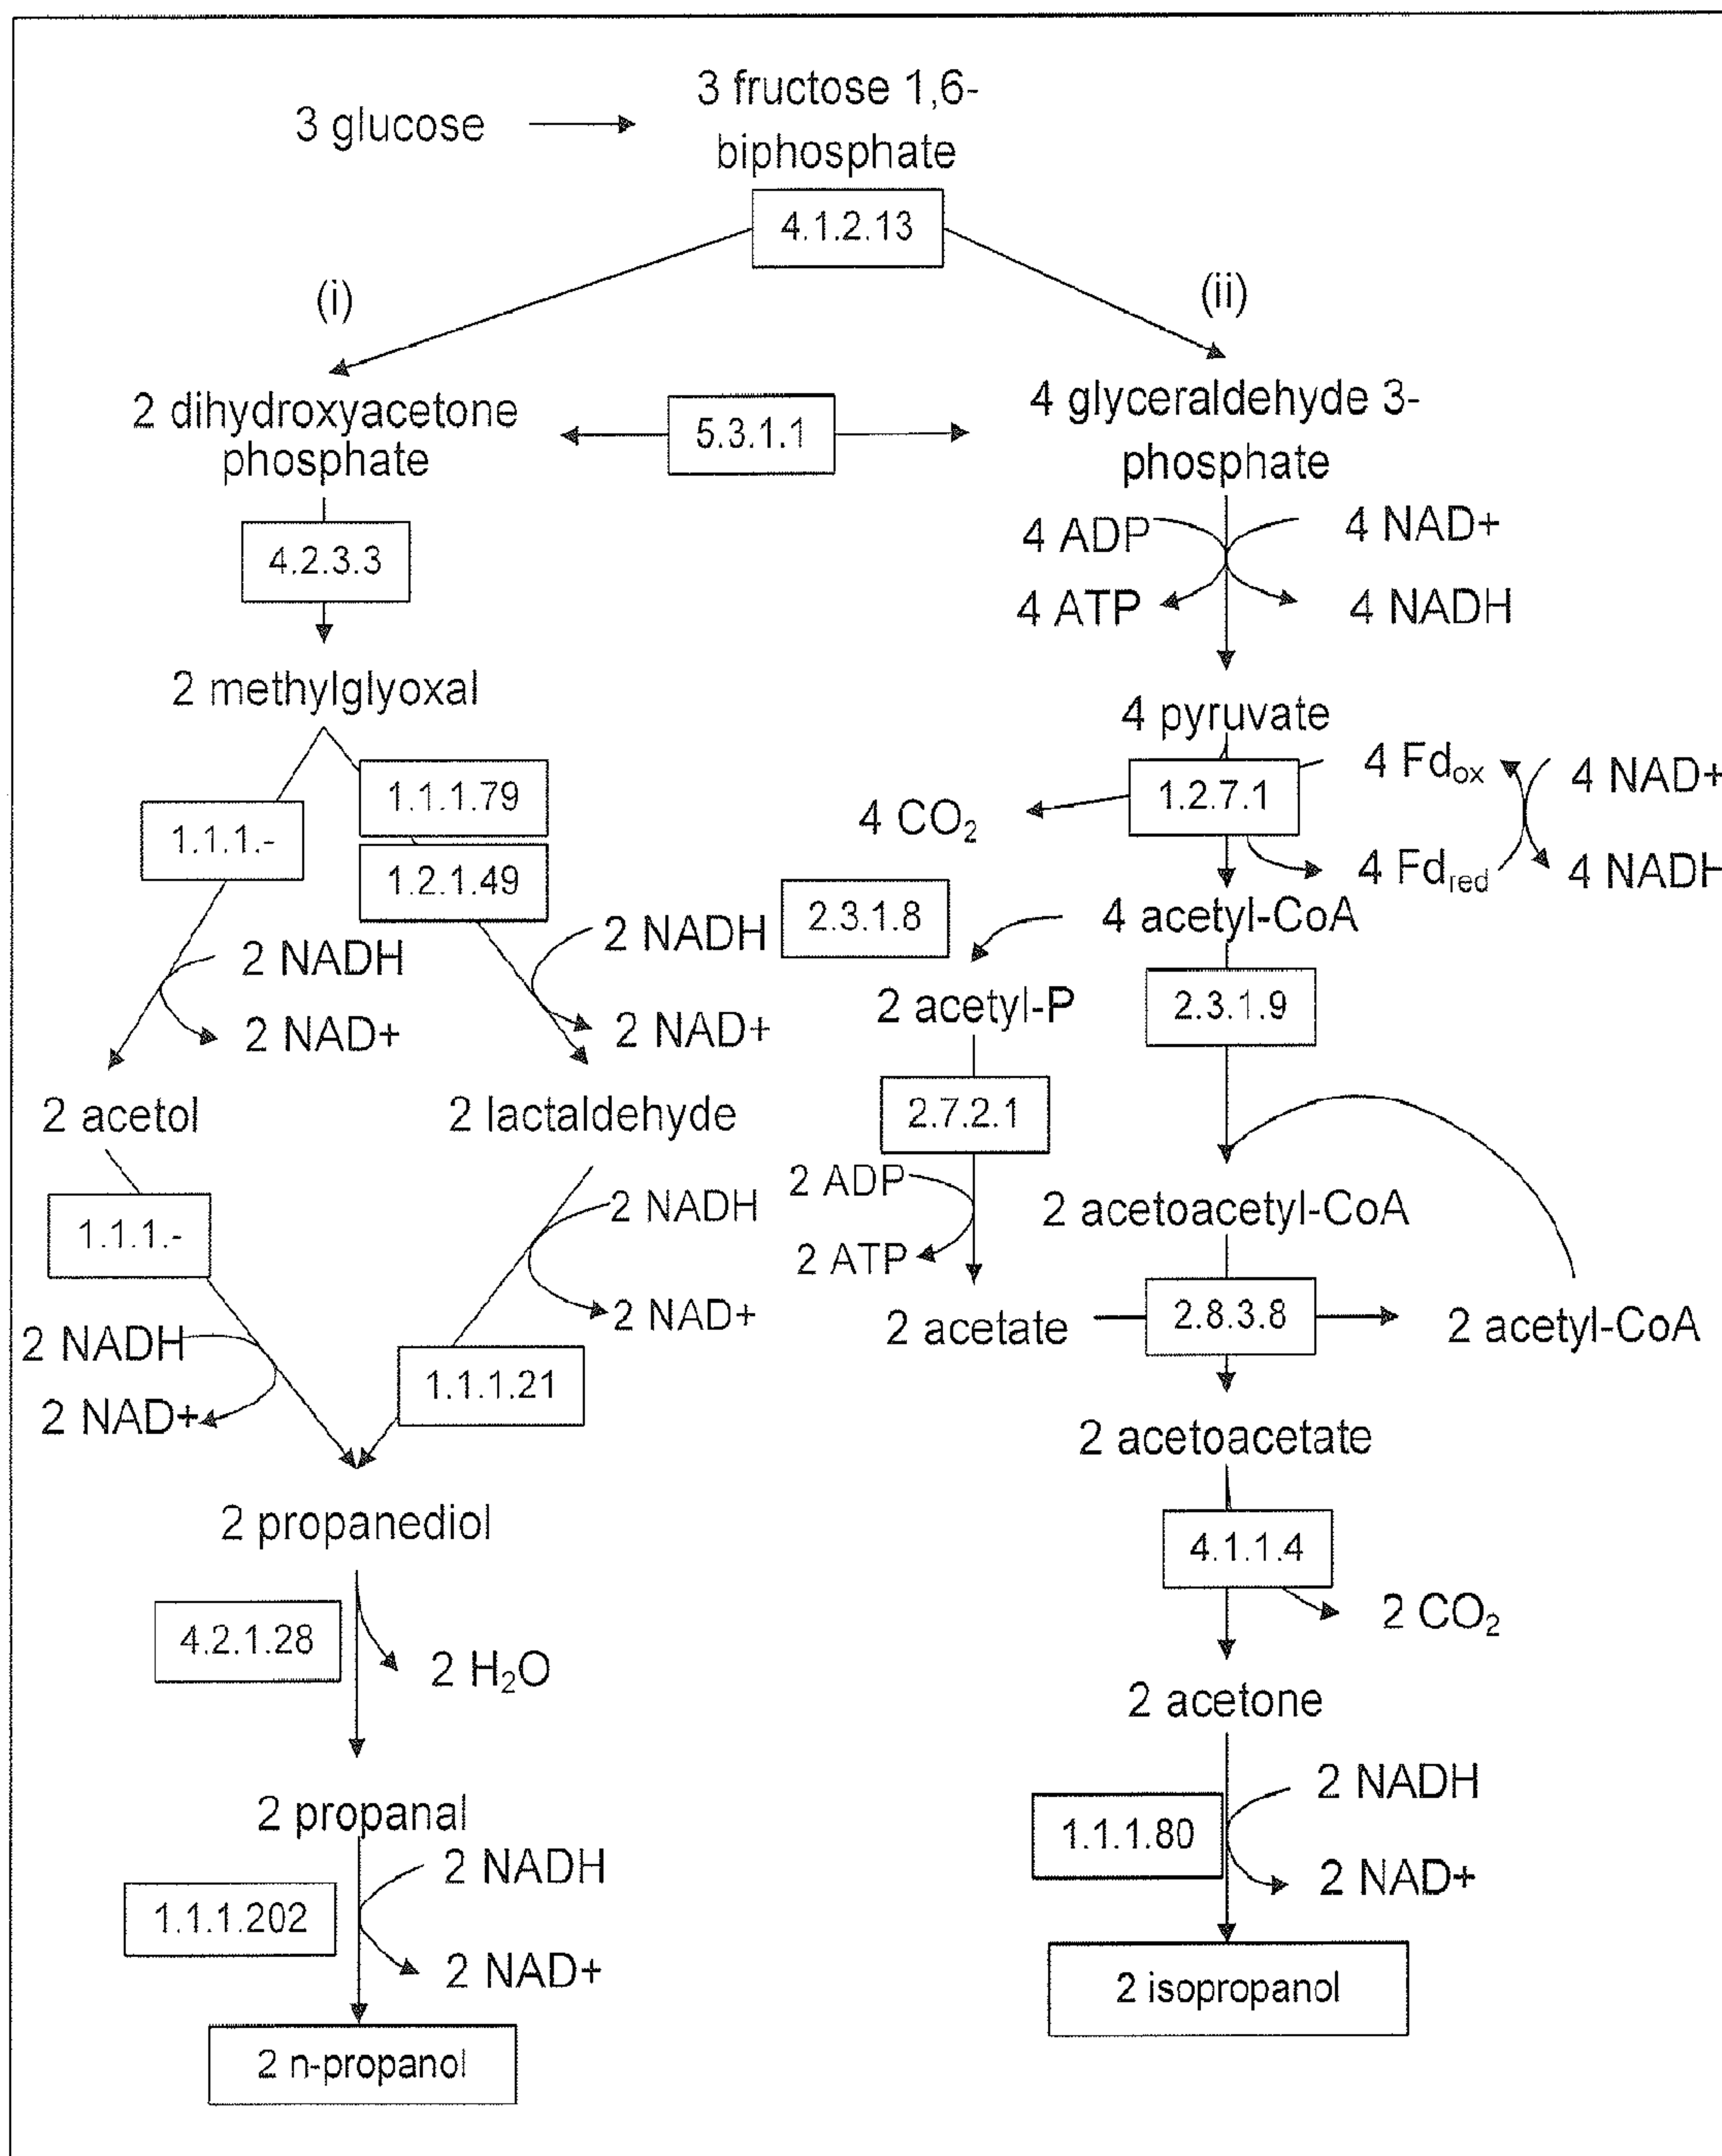 3 glucose
3 fructose 1,6-
biphosphate
4.1.2.13
(i)
(ii)
2 dihydroxyacetone
phosphate
5.3.1.1
4 glyceraldehyde 3-
phosphate
4.2.3.3
4 ADP
4 NAD+
4 ATP
4 NADH
2 methylglyoxal
4 pyruvate
1.1.1.-
1.1.1.79
1.2.1.49
1.2.7.1
4 Fdox
4 NAD+
4 CO2
4 Fdred
4 NADH
2 NADH
2 NAD+
2 NADH
2 NAD+
2.3.1.8
4 acetyl-CoA
2 acetyl-P
2.3.1.9
2 acetol
2 lactaldehyde
2.7.2.1
1.1.1.-
2 NADH
2 NAD+
2 ADP
2 ATP
2 acetoacetyl-CoA
2 NADH
2 NAD+
1.1.1.21
2 acetate
2.8.3.8
2 acetyl-CoA
2 acetoacetate
2 propanediol
4.1.1.4
2 CO2
4.2.1.28
2 H2O
2 acetone
2 propanal
2 NADH
1.1.1.80
2 NAD+
2 NADH
1.1.1.202
2 NAD+
2 isopropanol
2 n-propanol